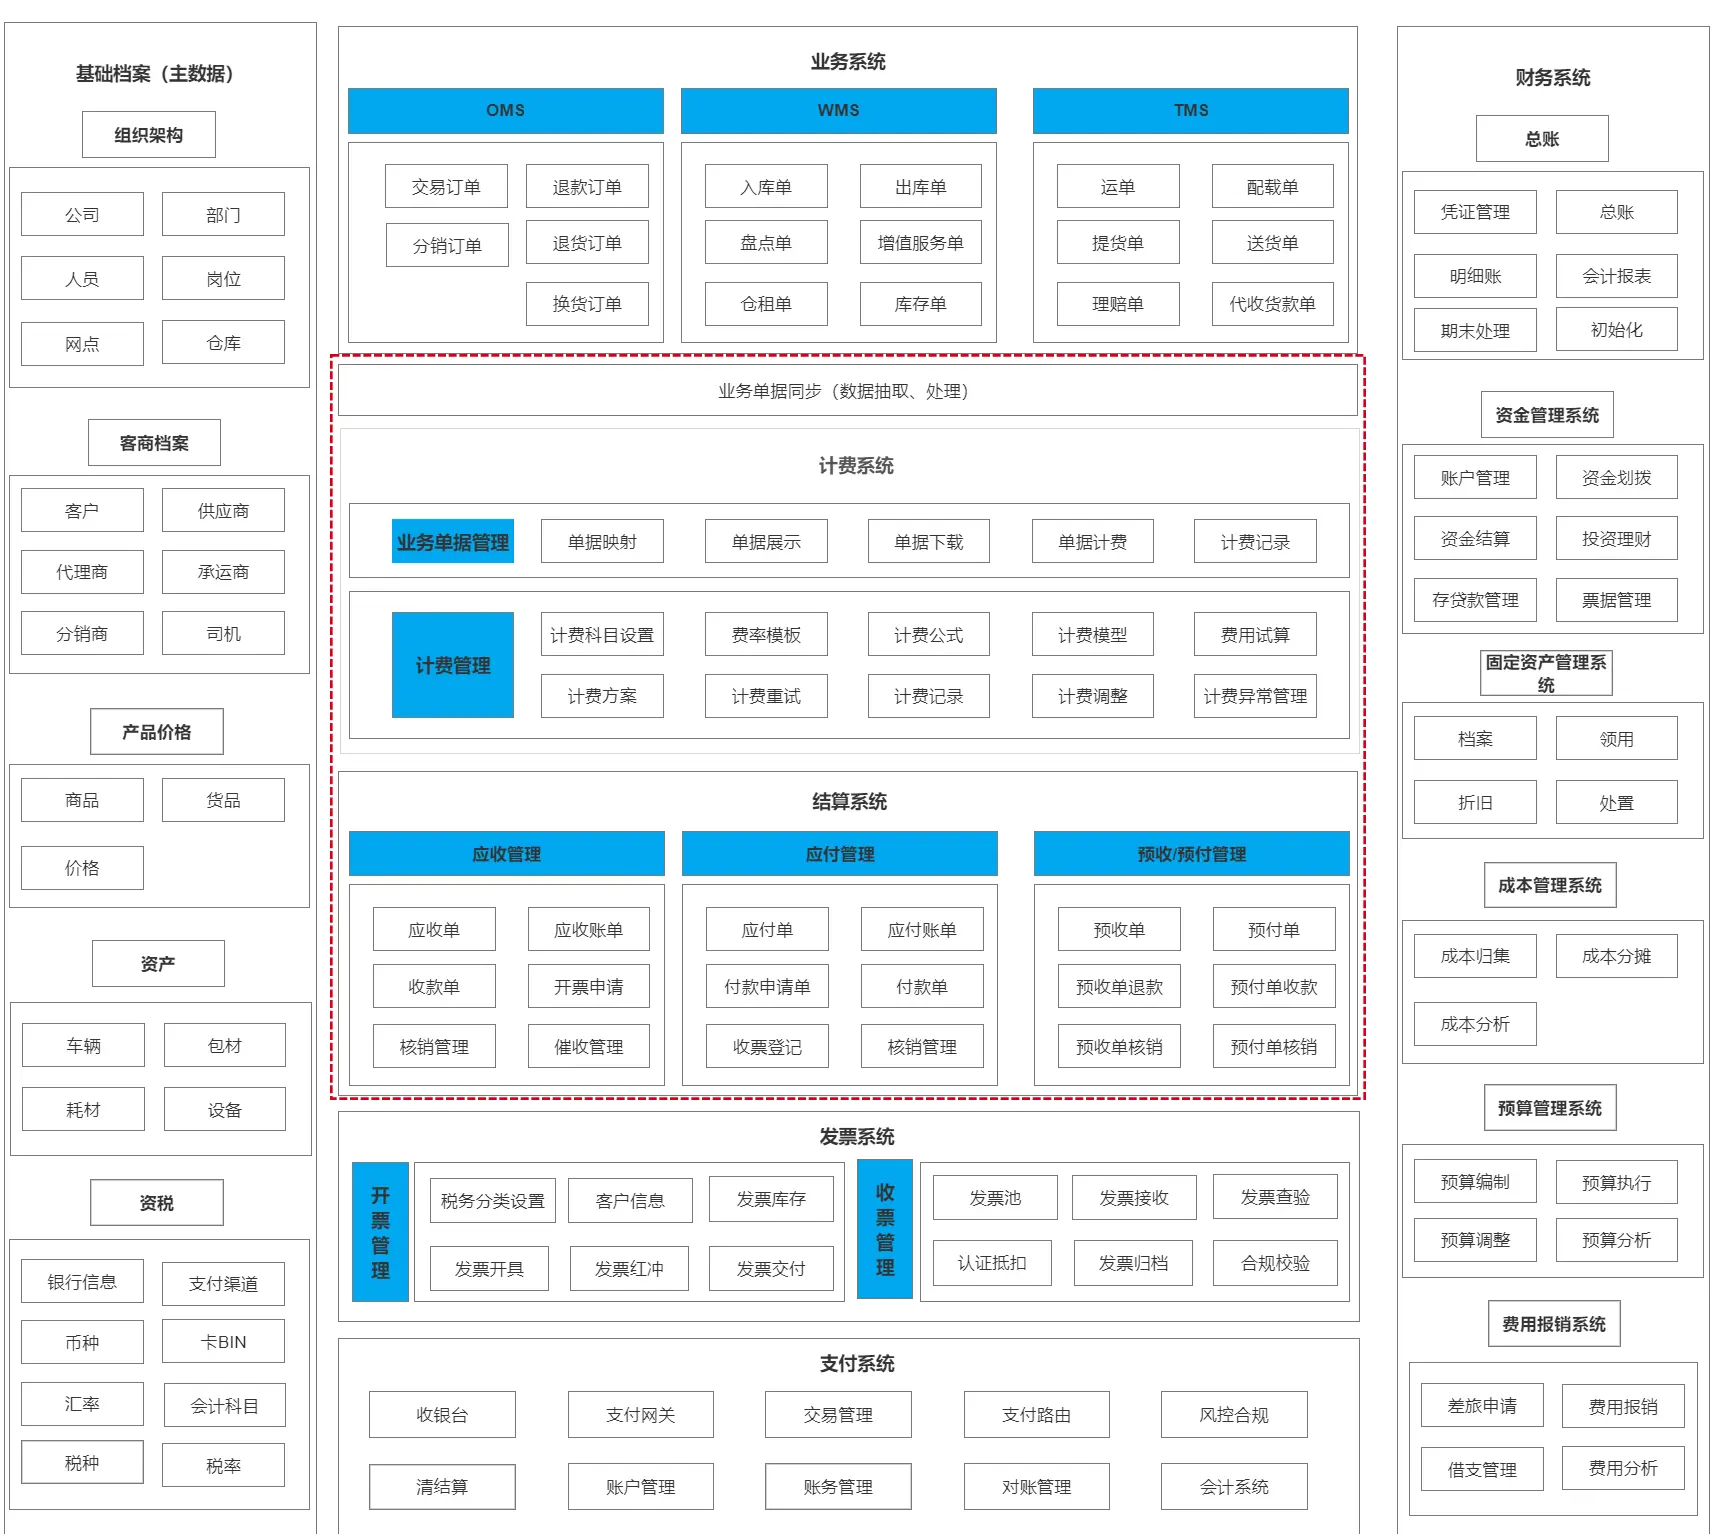 基础档案（主数据）
组织架构
公司
部门
人员
岗位
网点
仓库
客商档案
客户
供应商
代理商
承运商
分销商
司机
产品价格
商品
货品
价格
资产
车辆
包材
耗材
设备
资税
银行信息
支付渠道
币种
卡BIN
汇率
会计科目
税种
税率
业务系统
OMS
交易订单
退款订单
分销订单
退货订单
换货订单
WMS
入库单
出库单
盘点单
增值服务单
仓租单
库存单
TMS
运单
配载单
提货单
送货单
理赔单
代收货款单
业务单据同步（数据抽取、处理）
计费系统
业务单据管理
单据映射
单据展示
单据下载
单据计费
计费记录
计费管理
计费科目设置
费率模板
计费公式
计费模型
费用试算
计费方案
计费重试
计费记录
计费调整
计费异常管理
结算系统
应收管理
应收单
应收账单
收款单
开票申请
核销管理
催收管理
应付管理
应付单
应付账单
付款申请单
付款单
收票登记
核销管理
预收/预付管理
预收单
预付单
预收单退款
预付单收款
预收单核销
预付单核销
发票系统
开
票
管
理
税务分类设置
客户信息
发票库存
发票开具
发票红冲
发票交付
收
票
管
理
发票池
发票接收
发票查验
认证抵扣
发票归档
合规校验
支付系统
收银台
支付网关
交易管理
支付路由
风控合规
清结算
账户管理
账务管理
对账管理
会计系统
财务系统
总账
凭证管理
总账
明细账
会计报表
期末处理
初始化
资金管理系统
账户管理
资金划拨
资金结算
投资理财
存贷款管理
票据管理
固定资产管理系
统
档案
领用
折旧
处置
成本管理系统
成本归集
成本分摊
成本分析
预算管理系统
预算编制
预算执行
预算调整
预算分析
费用报销系统
差旅申请
费用报销
借支管理
费用分析